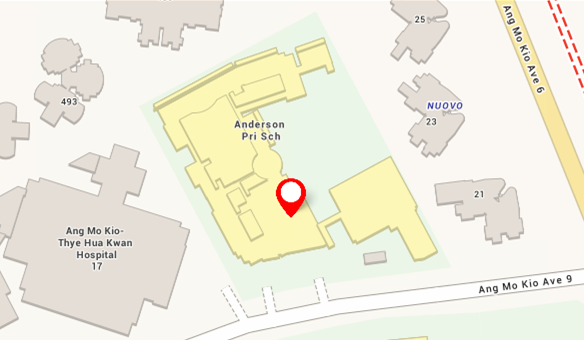 25
Ang Mo Kio Ave 6
493
NUOVO
23
Anderson
Pri Sch
21
Ang Mo Kio-
Thye Hua Kwan
Hospital
17
Ang Mo Kio Ave 9